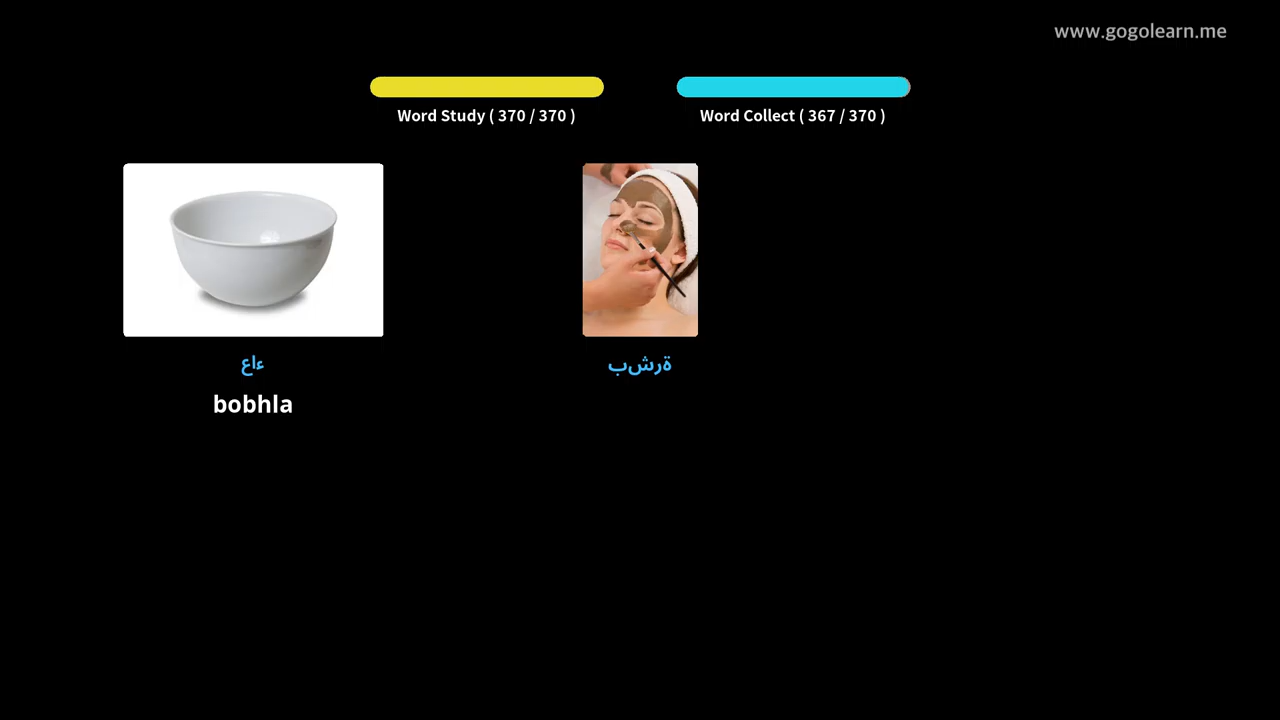 www.gogolearn.me
Word Study ( 370 / 370 )
Word Collect ( 367 / 370 )
ءاع
bobhla
ةرشب